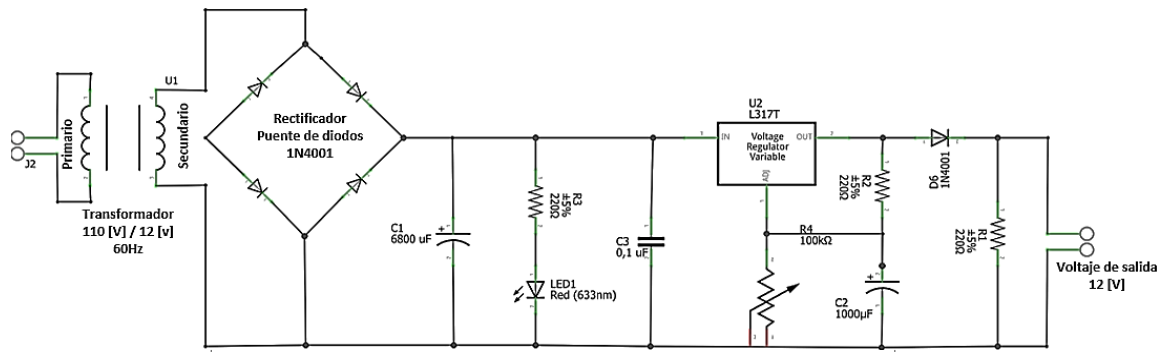 U1
J2
Primario
Secundario
Transformador
110 [V] / 12 [v]
60Hz
Rectificador
Puente de diodos
1N4001
C1
6800 uF
R3
±5%
220Ω
LED1
Red (633nm)
C3
0,1 uF
U2
L317T
IN
Voltage
Regulator
Variable
OUT
ADJ
R4
100kΩ
R2
±5%
220Ω
C2
1000µF
D6
1N4001
R1
±5%
220Ω
Voltaje de salida
12 [V]